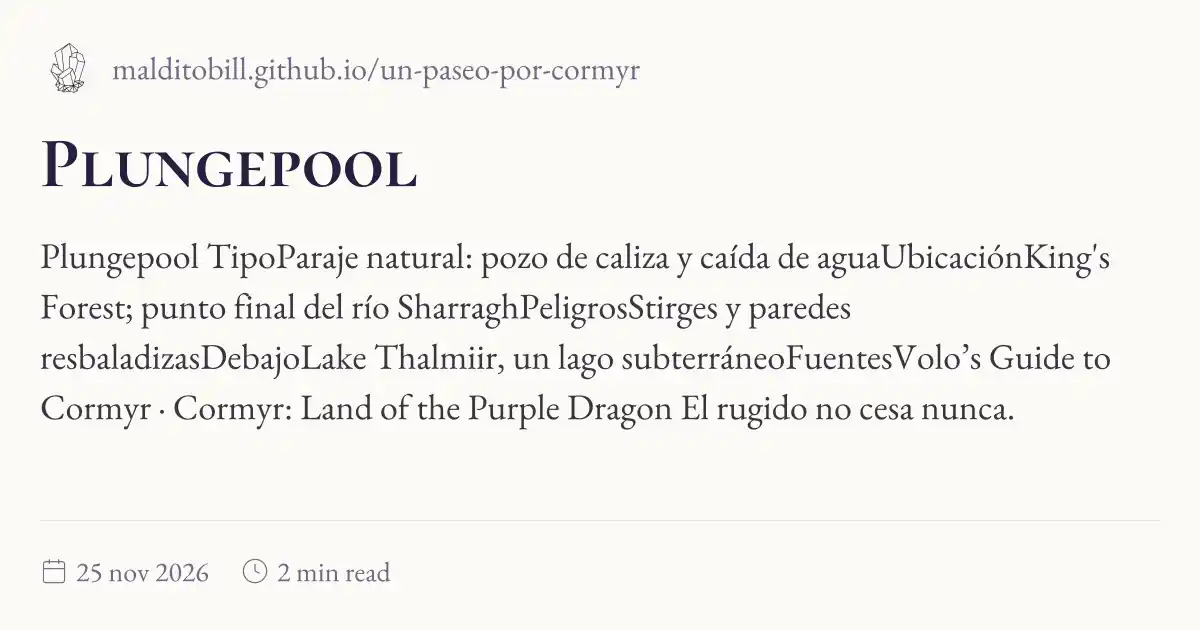 malditobill.github.io/un-paseo-por-cormyr
Plungepool
Plungepool TipoParaje natural: pozo de caliza y caída de aguaUbicaciónKing's
Forest; punto final del río SharraghPeligrosStirges y paredes
resbaladizasDebajoLake Thalmiir, un lago subterráneoFuentesVolo’s Guide to
Cormyr · Cormyr: Land of the Purple Dragon El rugido no cesa nunca.
25 nov 2026
2 min read